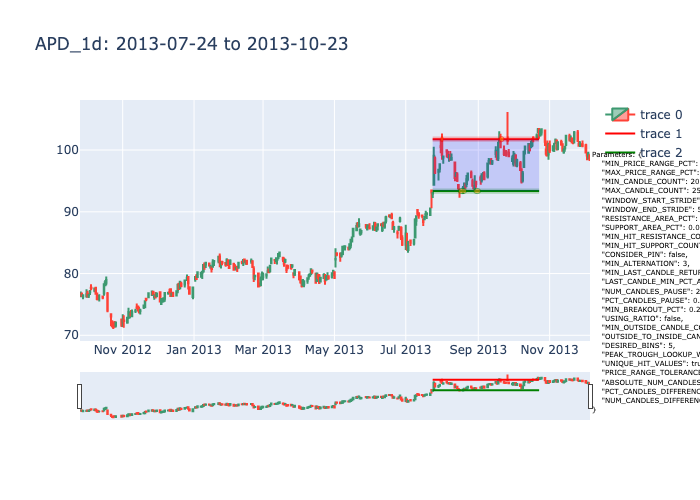 APD_1d: 2013-07-24 to 2013-10-23
trace 0
trace 1
trace 2
100
90
80
70
Nov 2012
Jan 2013
Mar 2013
May 2013
Jul 2013
Sep 2013
Nov 2013
Parameters: {
"MIN_PRICE_RANGE_PCT":
"MAX_PRICE_RANGE_PCT":
"MIN_CANDLE_COUNT": 20
"MAX_CANDLE_COUNT": 25
"WINDOW_START_STRIDE"
"WINDOW_END_STRIDE": 5
"RESISTANCE_AREA_PCT":
"SUPPORT_AREA_PCT": 0.0
"MIN_HIT_RESISTANCE_CO
"MIN_HIT_SUPPORT_COUNT
"CONSIDER_PIN": false,
"MIN_ALTERNATION": 3,
"MIN_LAST_CANDLE_RETUR
"LAST_CANDLE_MIN_PCT_A
"NUM_CANDLES_PAUSE": 2
"PCT_CANDLES_PAUSE": 0.
"MIN_BREAKOUT_PCT": 0.2
"USING_RATIO": false,
"MIN_OUTSIDE_CANDLE_CO
"OUTSIDE_TO_INSIDE_CAN
"DESIRED_BINS": 5,
"PEAK_TROUGH_LOOKUP_W
"UNIQUE_HIT_VALUES": tru
"PRICE_RANGE_TOLERANC
"ABSOLUTE_NUM_CANDLES
"PCT_CANDLES_DIFFERENC
"NUM_CANDLES_DIFFEREN
}